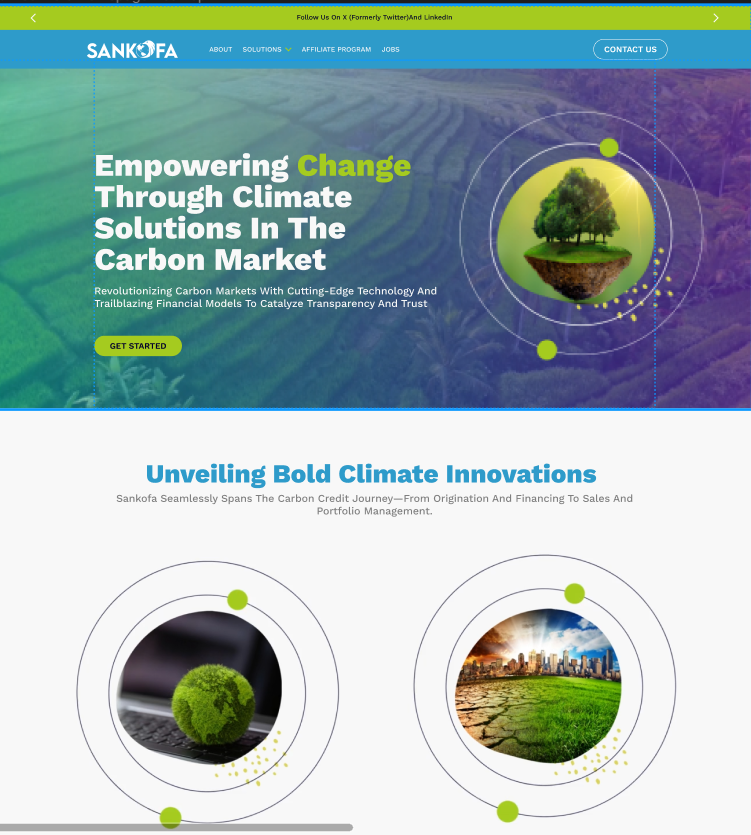 Follow Us On X (Formerly Twitter)And LinkedIn
SANKOFA
ABOUT
SOLUTIONS
AFFILIATE PROGRAM
JOBS
CONTACT US
Empowering Change
Through Climate
Solutions In The
Carbon Market
Revolutionizing Carbon Markets With Cutting-Edge Technology And
Trailblazing Financial Models To Catalyze Transparency And Trust
GET STARTED
Unveiling Bold Climate Innovations
Sankofa Seamlessly Spans The Carbon Credit Journey—From Origination And Financing To Sales And
Portfolio Management.